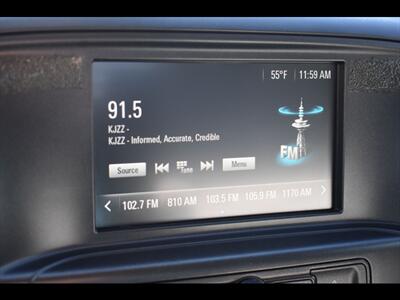 55°F 11:59 AM
91.5
KJZZ -
KJZZ - Informed, Accurate, Credible
FM
Source Tune Menu
102.7 FM 810 AM 103.5 FM 105.9 FM 1170 AM